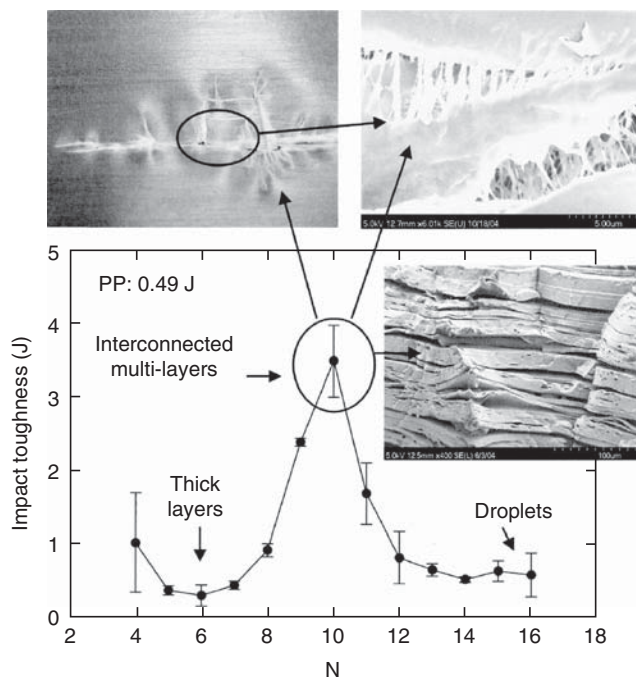 5.0kV 12.7mm x6.01k SE(U) 10/18/04
5.00µm
5
PP: 0.49 J
4
Interconnected
multi-layers
3
5.0kV 12.5mm x400 SE(L) 6/3/04
100µm
2
Thick
layers
Droplets
1
0
2
4
6
8
10
12
14
16
18
Impact toughness (J)
N